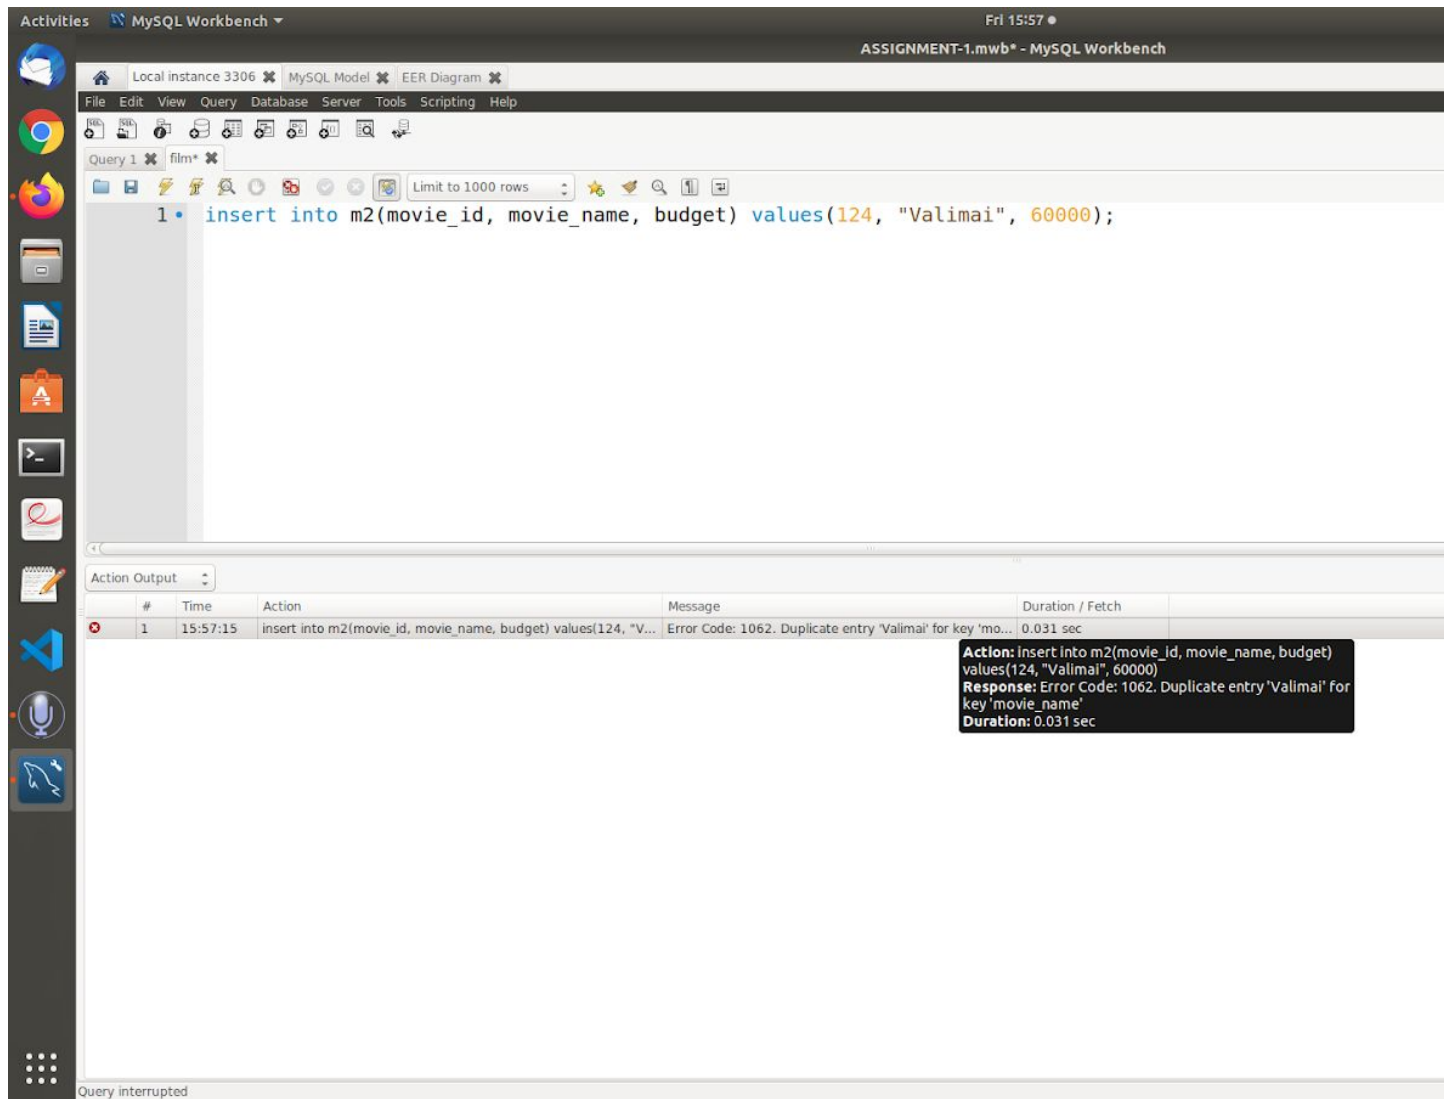 Activities MySQL Workbench Fri 15:57
ASSIGNMENT-1.mwb* - MySQL Workbench
Local instance 3306 MySQL Model EER Diagram
File Edit View Query Database Server Tools Scripting Help
Query 1 film*
Limit to 1000 rows
1 insert into m2(movie_id, movie_name, budget) values(124, "Valimai", 60000);
Action Output
# Time Action Message Duration / Fetch
1 15:57:15 insert into m2(movie_id, movie_name, budget) values(124, "V... Error Code: 1062. Duplicate entry 'Valimai' for key 'mo... 0.031 sec
Action: insert into m2(movie_id, movie_name, budget)
values(124, "Valimai", 60000)
Response: Error Code: 1062. Duplicate entry 'Valimai' for
key 'movie_name'
Duration: 0.031 sec
Query interrupted